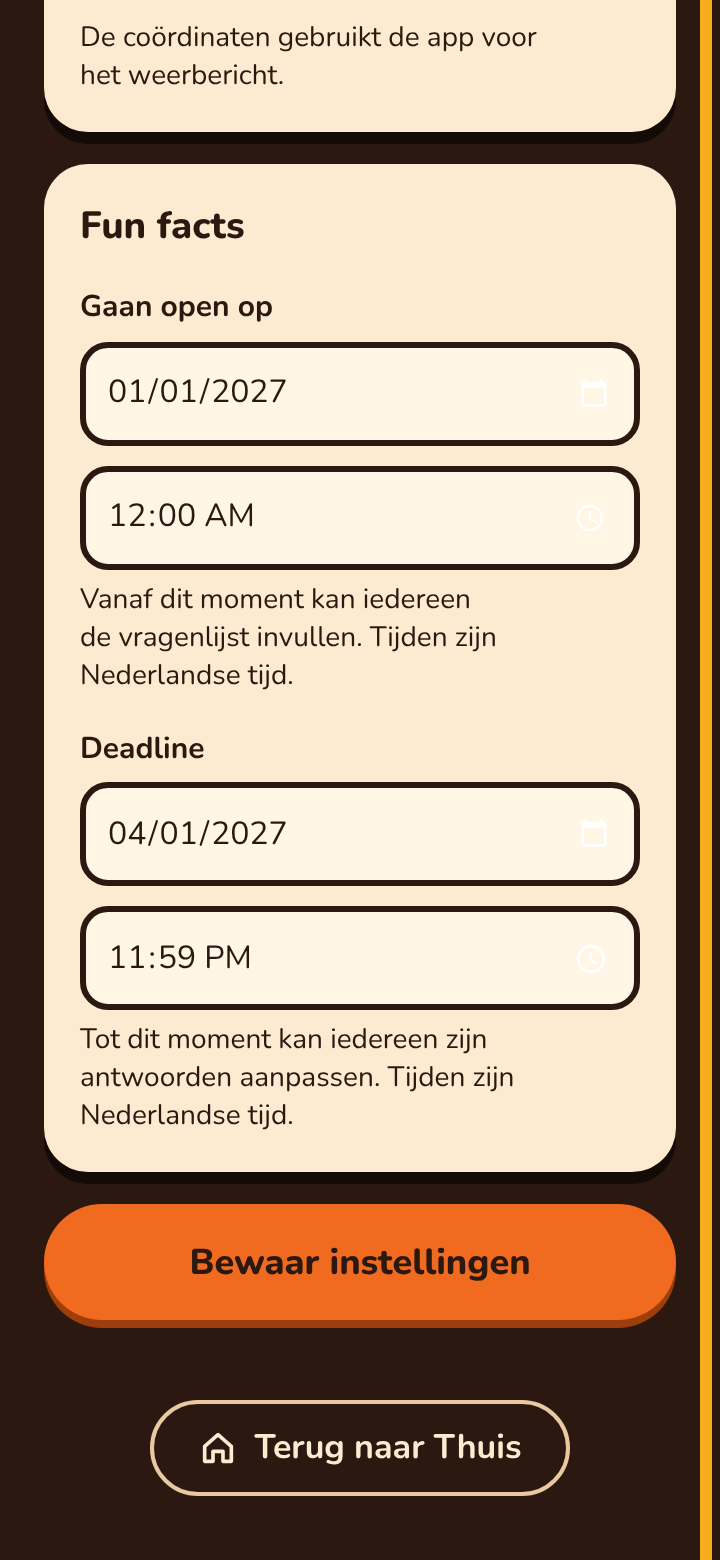 De coördinaten gebruikt de app voor
het weerbericht.
Fun facts
Gaan open op
01/01/2027
12:00 AM
Vanaf dit moment kan iedereen
de vragenlijst invullen. Tijden zijn
Nederlandse tijd.
Deadline
04/01/2027
11:59 PM
Tot dit moment kan iedereen zijn
antwoorden aanpassen. Tijden zijn
Nederlandse tijd.
Bewaar instellingen
Terug naar Thuis